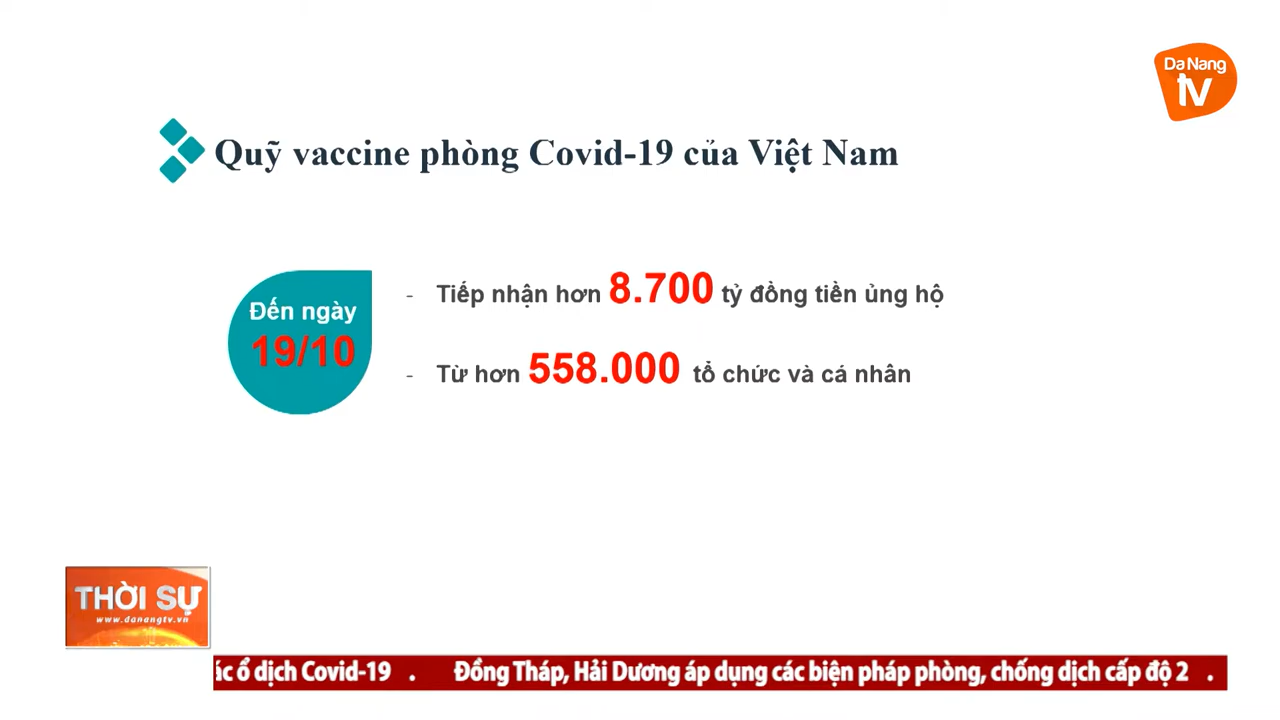 Da Nang
tv
Quỹ vaccine phòng Covid-19 của Việt Nam
Đến ngày
19/10
- Tiếp nhận hơn 8.700 tỷ đồng tiền ủng hộ
- Từ hơn 558.000 tổ chức và cá nhân
THỜI SỰ
www.danangtv.vn
ổ dịch Covid-19 . Đồng Tháp, Hải Dương áp dụng các biện pháp phòng, chống dịch cấp độ 2 .